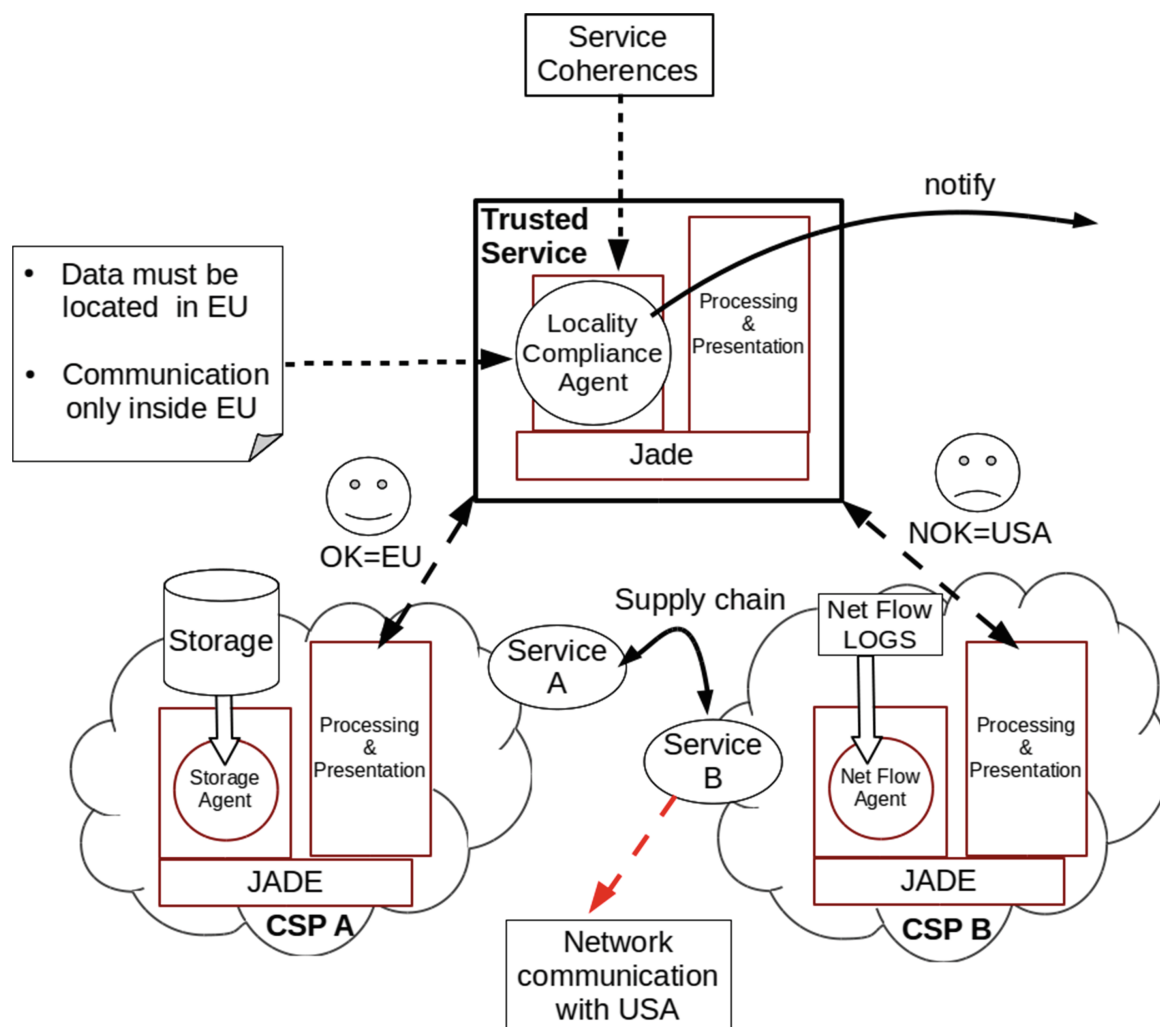 Service
Coherences
notify
Trusted
Service
• Data must be
located in EU
• Communication
only inside EU
Locality
Compliance
Agent
Processing
&
Presentation
Jade
OK=EU
NOK=USA
Storage
Storage
Agent
Processing
&
Presentation
JADE
CSP A
Supply chain
Service
A
Service
B
Network
communication
with USA
Net Flow
LOGS
Net Flow
Agent
Processing
&
Presentation
JADE
CSP B